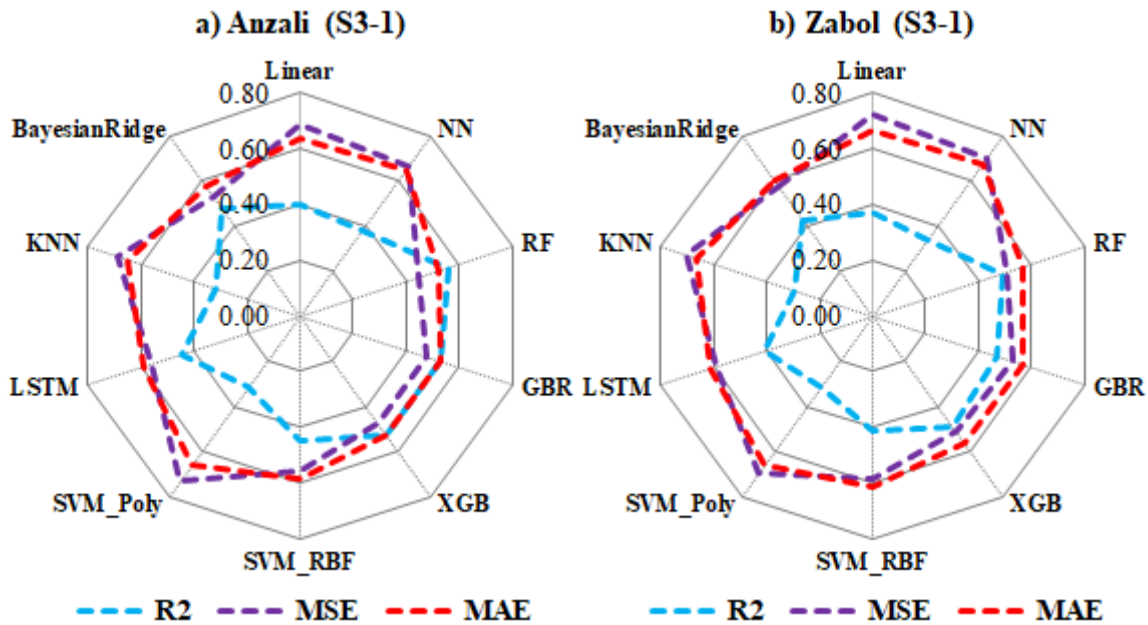 a) Anzali (S3-1)
Linear
0.80
BayesianRidge
NN
0.60
0.40
KNN
RF
0.20
0.00
LSTM
GBR
SVM_Poly
XGB
SVM_RBF
R2 MSE MAE
b) Zabol (S3-1)
Linear
0.80
BayesianRidge
NN
0.60
0.40
KNN
RF
0.20
0.00
LSTM
GBR
SVM_Poly
XGB
SVM_RBF
R2 MSE MAE